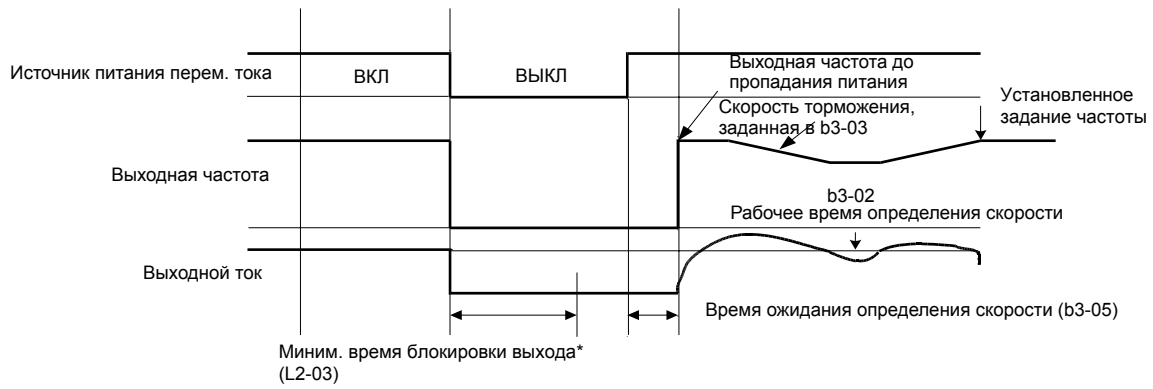 Источник питания перем. тока
ВКЛ
ВЫКЛ
Выходная частота до
пропадания питания
Скорость торможения,
заданная в b3-03
Установленное
задание частоты
Выходная частота
b3-02
Рабочее время определения скорости
Выходной ток
Время ожидания определения скорости (b3-05)
Миним. время блокировки выхода*
(L2-03)